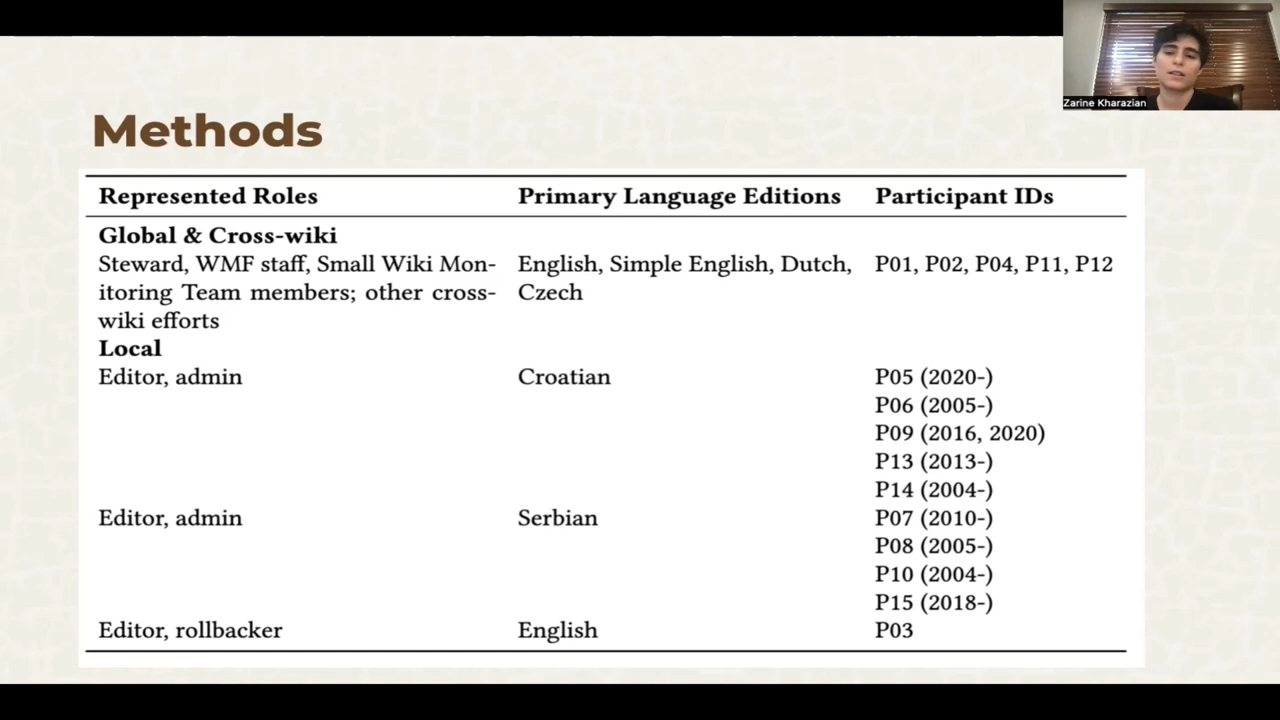 Zarine Kharazian
Methods
Represented Roles Primary Language Editions Participant IDs
Global & Cross-wiki
Steward, WMF staff, Small Wiki Mon- English, Simple English, Dutch, P01, P02, P04, P11, P12
itoring Team members; other cross- Czech
wiki efforts
Local
Editor, admin Croatian P05 (2020-)
P06 (2005-)
P09 (2016, 2020)
P13 (2013-)
P14 (2004-)
Editor, admin Serbian P07 (2010-)
P08 (2005-)
P10 (2004-)
P15 (2018-)
Editor, rollbacker English P03